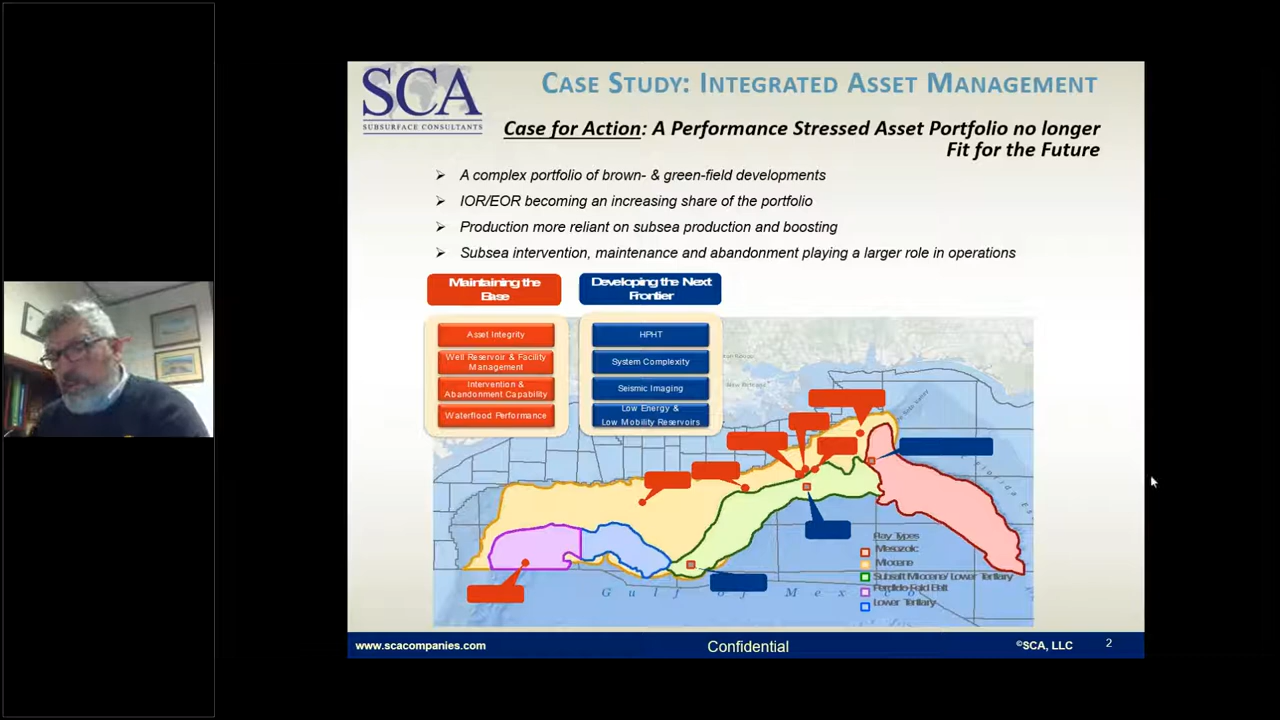 SCA
SUBSURFACE CONSULTANTS
CASE STUDY: INTEGRATED ASSET MANAGEMENT
Case for Action: A Performance Stressed Asset Portfolio no longer
Fit for the Future
A complex portfolio of brown- & green-field developments
IOR/EOR becoming an increasing share of the portfolio
Production more reliant on subsea production and boosting
Subsea intervention, maintenance and abandonment playing a larger role in operations
Maintaining the
Base
Developing the Next
Frontier
Asset Integrity
Well Reservoir & Facility
Management
Intervention &
Abandonment Capability
Waterflood Performance
HPHT
System Complexity
Seismic Imaging
Low Energy &
Low Mobility Reservoirs
Play Types
Mesozoic
Miocene
Subsalt Miocene/ Lower Tertiary
Perdido Fold Belt
Lower Tertiary
Gulf of Mexico
www.scacompanies.com
Confidential
©SCA, LLC
2